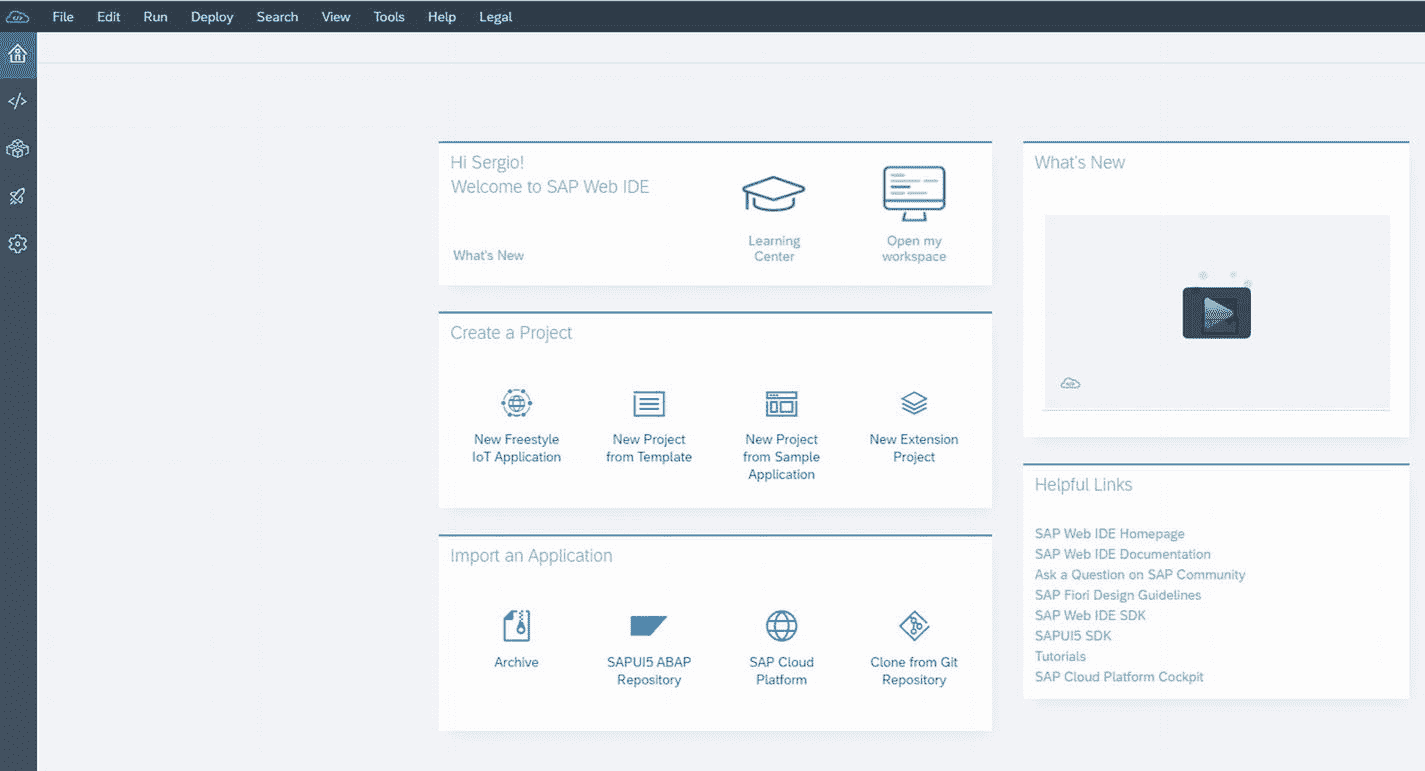 File Edit Run Deploy Search View Tools Help Legal
Hi Sergio!
Welcome to SAP Web IDE
What's New
Learning
Center
Open my
workspace
What's New
Create a Project
New Freestyle
IoT Application
New Project
from Template
New Project
from Sample
Application
New Extension
Project
Import an Application
Archive
SAPUI5 ABAP
Repository
SAP Cloud
Platform
Clone from Git
Repository
Helpful Links
SAP Web IDE Homepage
SAP Web IDE Documentation
Ask a Question on SAP Community
SAP Fiori Design Guidelines
SAP Web IDE SDK
SAPUI5 SDK
Tutorials
SAP Cloud Platform Cockpit